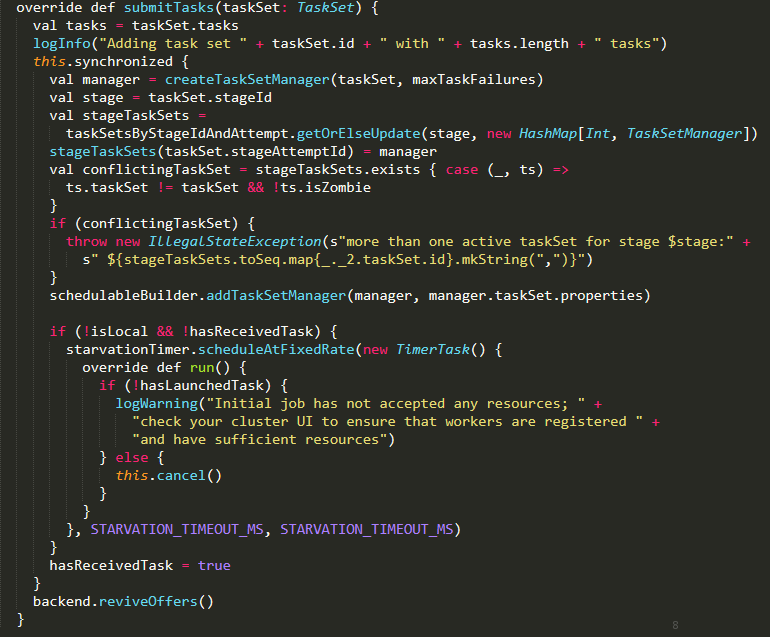 override def submitTasks(taskSet: TaskSet) {
val tasks = taskSet.tasks
logInfo("Adding task set " + taskSet.id + " with " + tasks.length + " tasks")
this.synchronized {
val manager = createTaskSetManager(taskSet, maxTaskFailures)
val stage = taskSet.stageId
val stageTaskSets =
taskSetsByStageIdAndAttempt.getOrElseUpdate(stage, new HashMap[Int, TaskSetManager])
stageTaskSets(taskSet.stageAttemptId) = manager
val conflictingTaskSet = stageTaskSets.exists { case (_, ts) =>
ts.taskSet != taskSet && !ts.isZombie
}
if (conflictingTaskSet) {
throw new IllegalStateException(s"more than one active taskSet for stage $stage:" +
s" ${stageTaskSets.toSeq.map{_._2.taskSet.id}.mkString(",")}")
}
schedulableBuilder.addTaskSetManager(manager, manager.taskSet.properties)
if (!isLocal && !hasReceivedTask) {
starvationTimer.scheduleAtFixedRate(new TimerTask() {
override def run() {
if (!hasLaunchedTask) {
logWarning("Initial job has not accepted any resources; " +
"check your cluster UI to ensure that workers are registered " +
"and have sufficient resources")
} else {
this.cancel()
}
}
}, STARVATION_TIMEOUT_MS, STARVATION_TIMEOUT_MS)
}
hasReceivedTask = true
}
backend.reviveOffers()
}
8